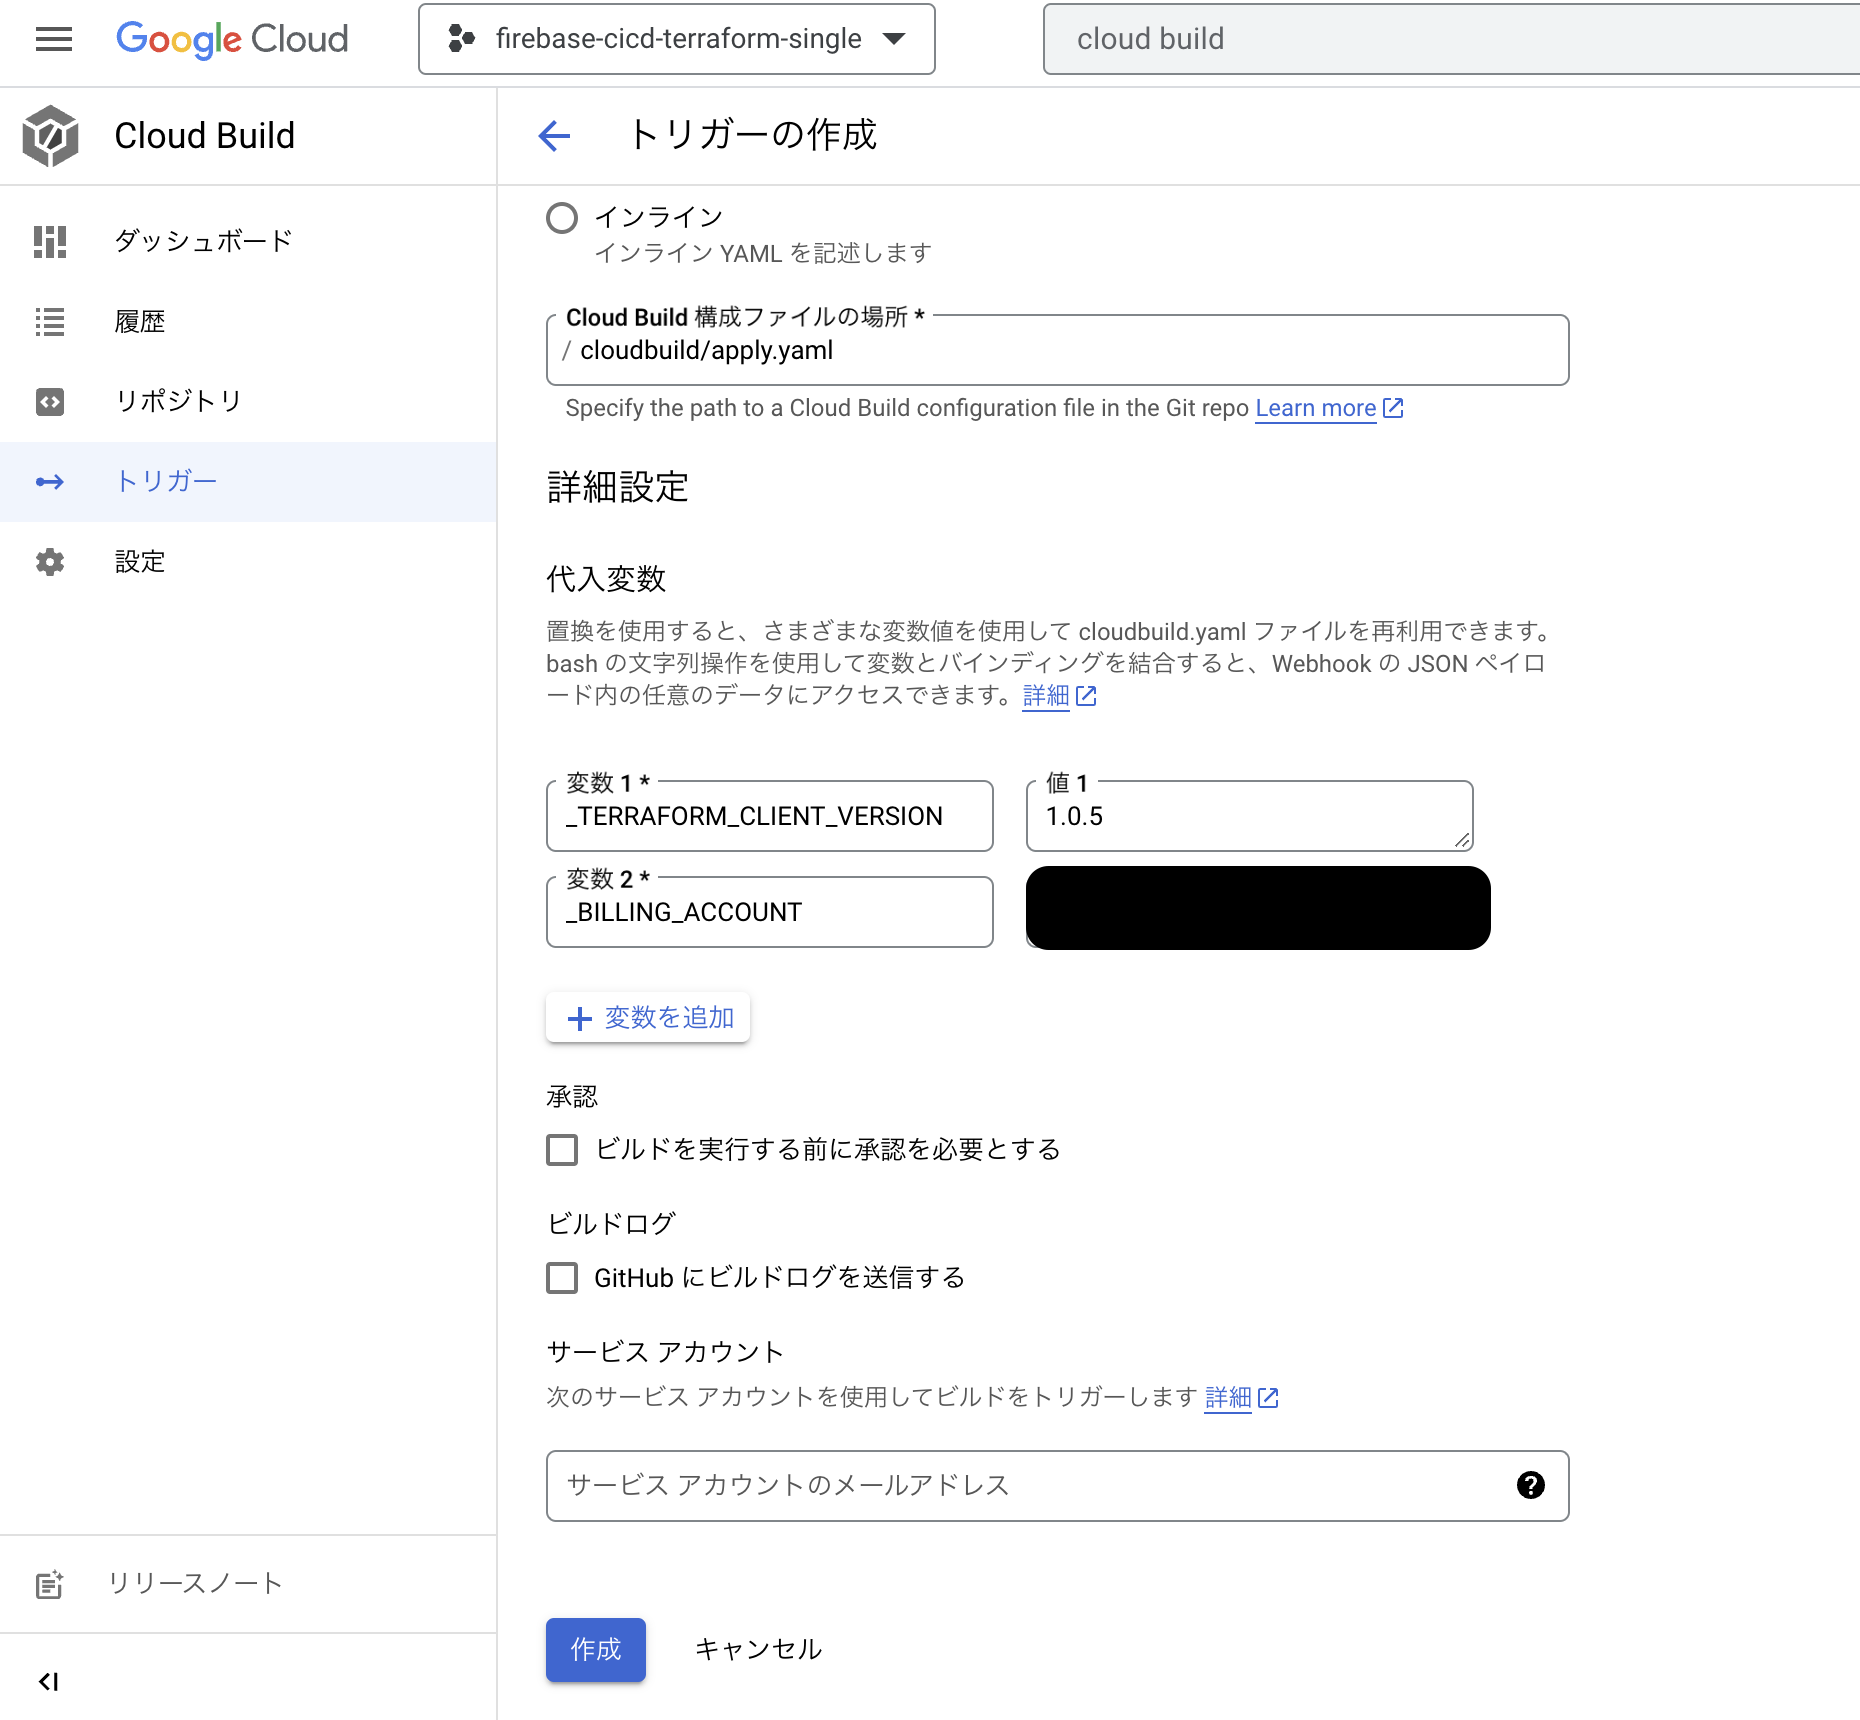 Google Cloud
firebase-cicd-terraform-single
cloud build
Cloud Build
トリガーの作成
ダッシュボード
履歴
リポジトリ
トリガー
設定
リリースノート
インライン
インライン YAML を記述します
Cloud Build 構成ファイルの場所 *
/ cloudbuild/apply.yaml
Specify the path to a Cloud Build configuration file in the Git repo Learn more
詳細設定
代入変数
置換を使用すると、さまざまな変数値を使用して cloudbuild.yaml ファイルを再利用できます。
bash の文字列操作を使用して変数とバインディングを結合すると、Webhook の JSON ペイロ
ード内の任意のデータにアクセスできます。詳細
変数 1 *
_TERRAFORM_CLIENT_VERSION
値 1
1.0.5
変数 2 *
_BILLING_ACCOUNT
変数を追加
承認
ビルドを実行する前に承認を必要とする
ビルドログ
GitHub にビルドログを送信する
サービス アカウント
次のサービス アカウントを使用してビルドをトリガーします 詳細
サービス アカウントのメールアドレス
作成
キャンセル